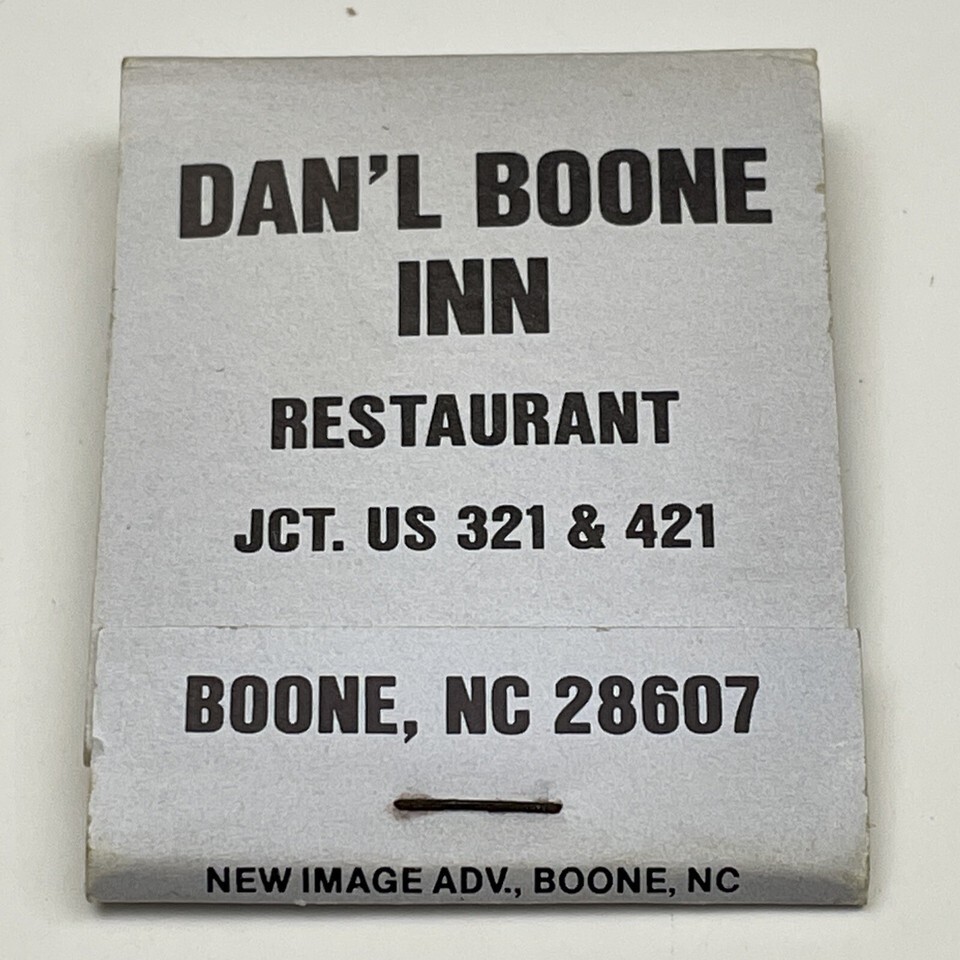 DAN'L BOONE
INN
RESTAURANT
JCT. US 321 & 421
BOONE, NC 28607
NEW IMAGE ADV., BOONE, NC